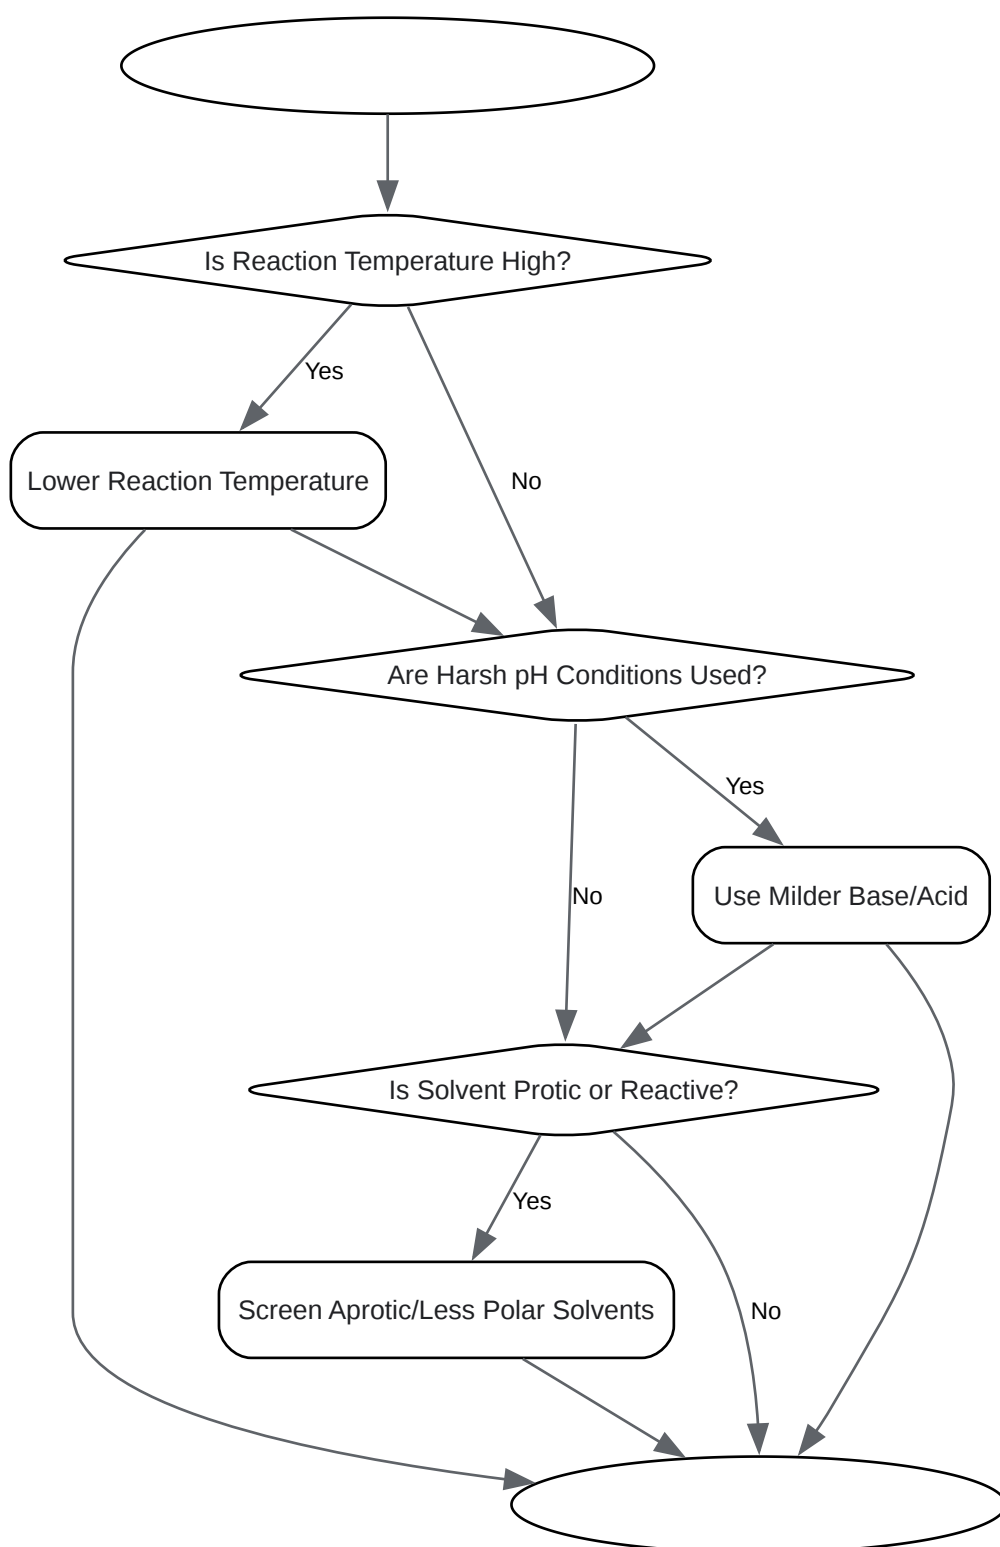 Is Reaction Temperature High?
Yes
Lower Reaction Temperature
No
Are Harsh pH Conditions Used?
Yes
No
Use Milder Base/Acid
Is Solvent Protic or Reactive?
Yes
Screen Aprotic/Less Polar Solvents
No